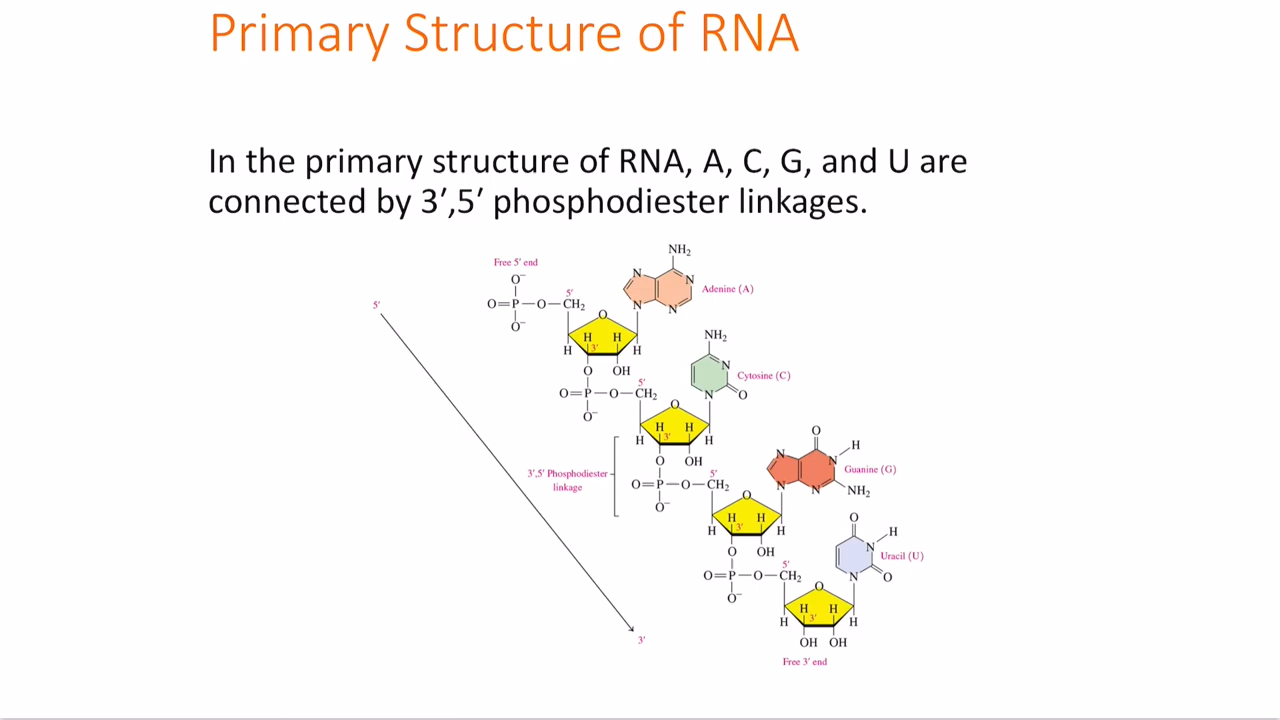 Primary Structure of RNA
In the primary structure of RNA, A, C, G, and U are
connected by 3′,5′ phosphodiester linkages.
Free 5′ end
O⁻
O=P—O—CH₂
O⁻
5′
NH₂
N
N
N
N
Adenine (A)
5′
O
H H
H 3′ H
O OH
O=P—O—CH₂
O⁻
5′
NH₂
N
N
O
Cytosine (C)
O
H H
H 3′ H
O OH
3′,5′ Phosphodiester
linkage
O=P—O—CH₂
O⁻
5′
O
H
N
N
N
N
NH₂
Guanine (G)
O
H H
H 3′ H
O OH
O=P—O—CH₂
O⁻
5′
O
H
N
N
O
Uracil (U)
O
H H
H 3′ H
OH OH
3′
Free 3′ end